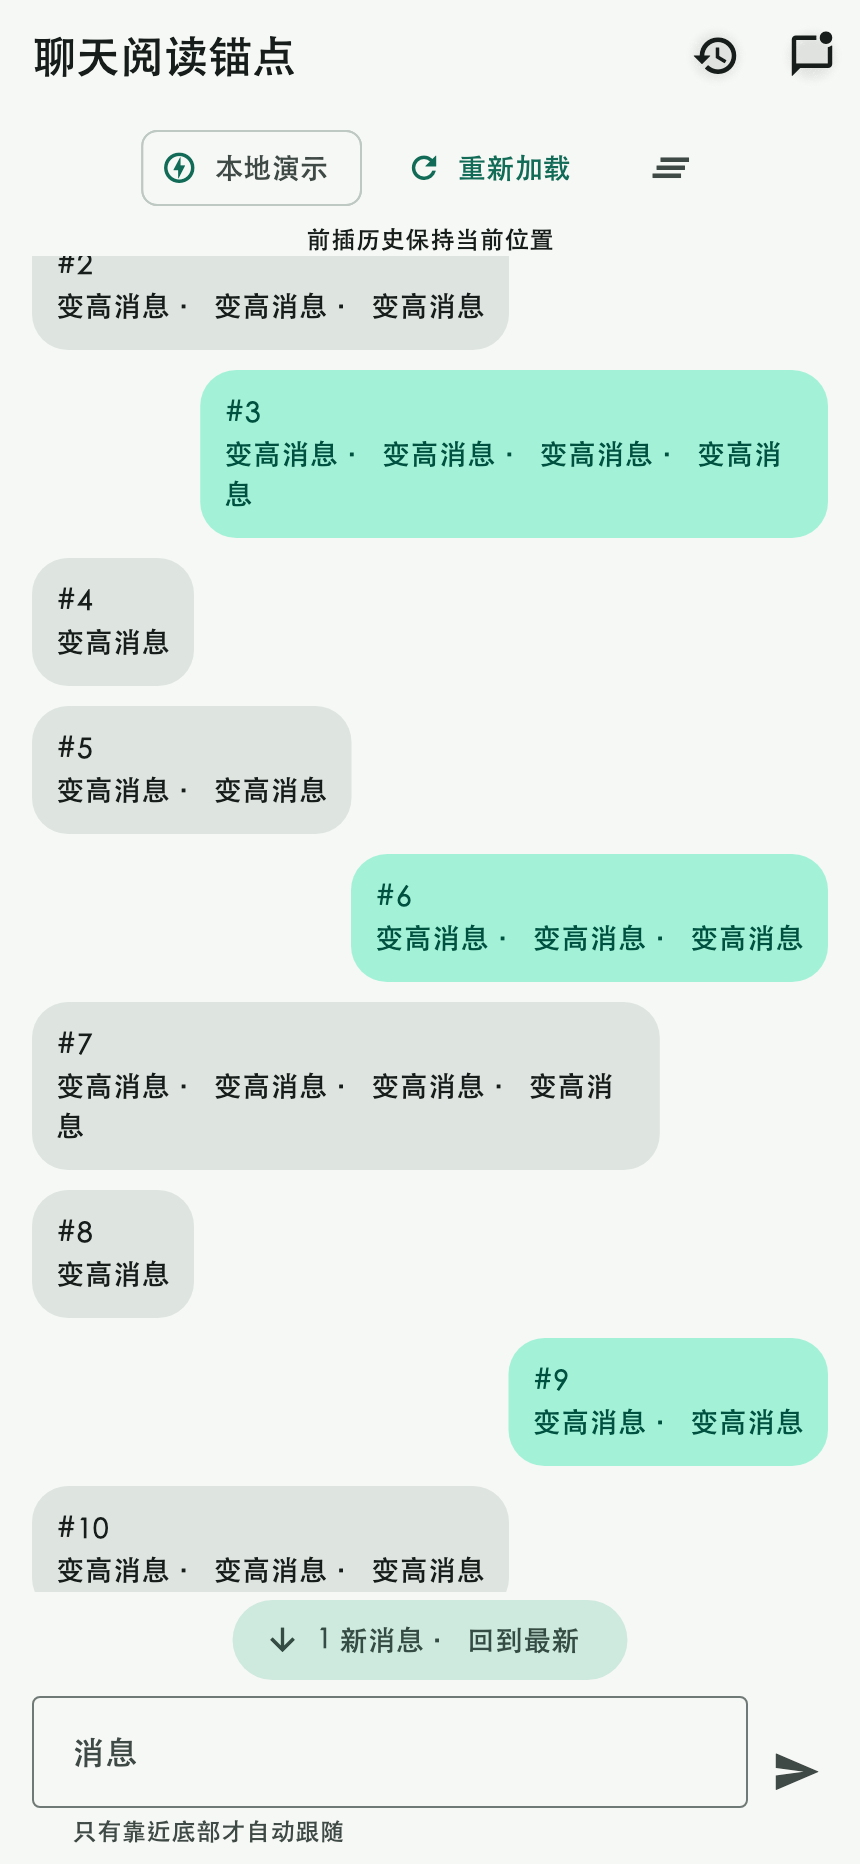 聊天阅读锚点
本地演示
重新加载
前插历史保持当前位置
#2
变高消息 · 变高消息 · 变高消息
#3
变高消息 · 变高消息 · 变高消息 · 变高消
息
#4
变高消息
#5
变高消息 · 变高消息
#6
变高消息 · 变高消息 · 变高消息
#7
变高消息 · 变高消息 · 变高消息 · 变高消
息
#8
变高消息
#9
变高消息 · 变高消息
#10
变高消息 · 变高消息 · 变高消息
1 新消息 · 回到最新
消息
只有靠近底部才自动跟随